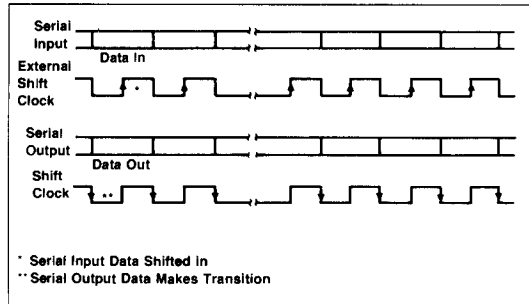 Serial
Input
Data In
External
Shift
Clock
*
Serial
Output
Data Out
Shift
Clock
**
* Serial Input Data Shifted In
** Serial Output Data Makes Transition